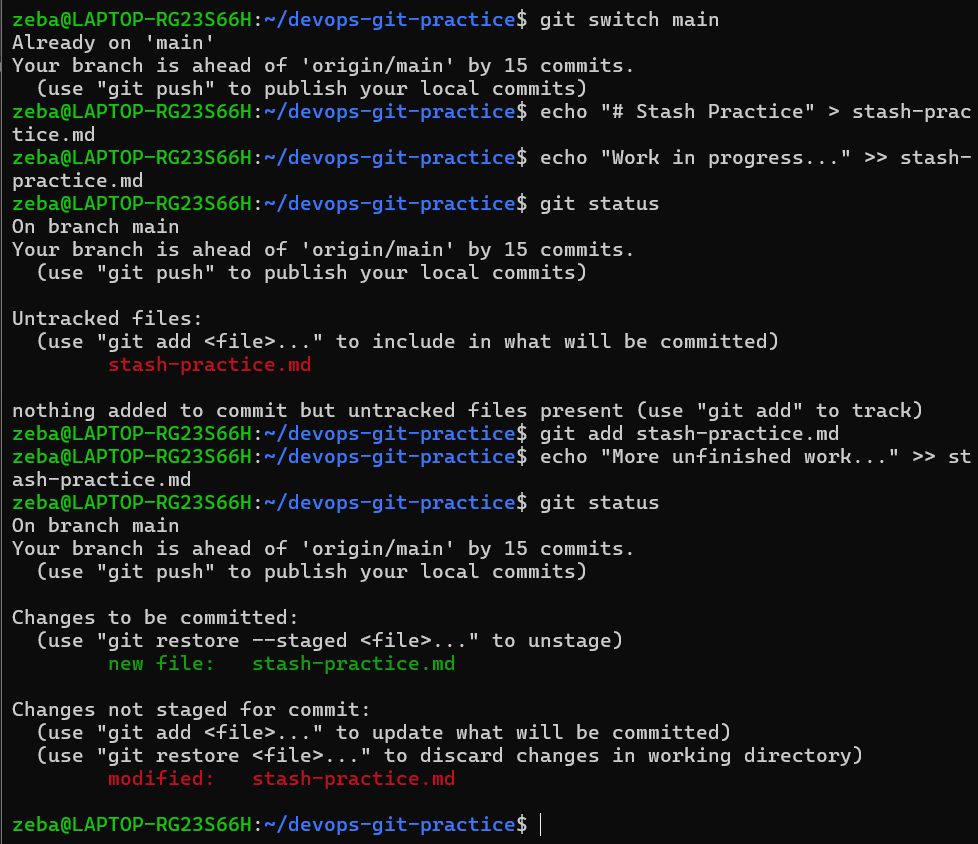 zeba@LAPTOP-RG23S66H:~/devops-git-practice$ git switch main
Already on 'main'
Your branch is ahead of 'origin/main' by 15 commits.
  (use "git push" to publish your local commits)
zeba@LAPTOP-RG23S66H:~/devops-git-practice$ echo "# Stash Practice" > stash-prac
tice.md
zeba@LAPTOP-RG23S66H:~/devops-git-practice$ echo "Work in progress..." >> stash-
practice.md
zeba@LAPTOP-RG23S66H:~/devops-git-practice$ git status
On branch main
Your branch is ahead of 'origin/main' by 15 commits.
  (use "git push" to publish your local commits)

Untracked files:
  (use "git add <file>..." to include in what will be committed)
        stash-practice.md

nothing added to commit but untracked files present (use "git add" to track)
zeba@LAPTOP-RG23S66H:~/devops-git-practice$ git add stash-practice.md
zeba@LAPTOP-RG23S66H:~/devops-git-practice$ echo "More unfinished work..." >> st
ash-practice.md
zeba@LAPTOP-RG23S66H:~/devops-git-practice$ git status
On branch main
Your branch is ahead of 'origin/main' by 15 commits.
  (use "git push" to publish your local commits)

Changes to be committed:
  (use "git restore --staged <file>..." to unstage)
        new file:   stash-practice.md

Changes not staged for commit:
  (use "git add <file>..." to update what will be committed)
  (use "git restore <file>..." to discard changes in working directory)
        modified:   stash-practice.md

zeba@LAPTOP-RG23S66H:~/devops-git-practice$